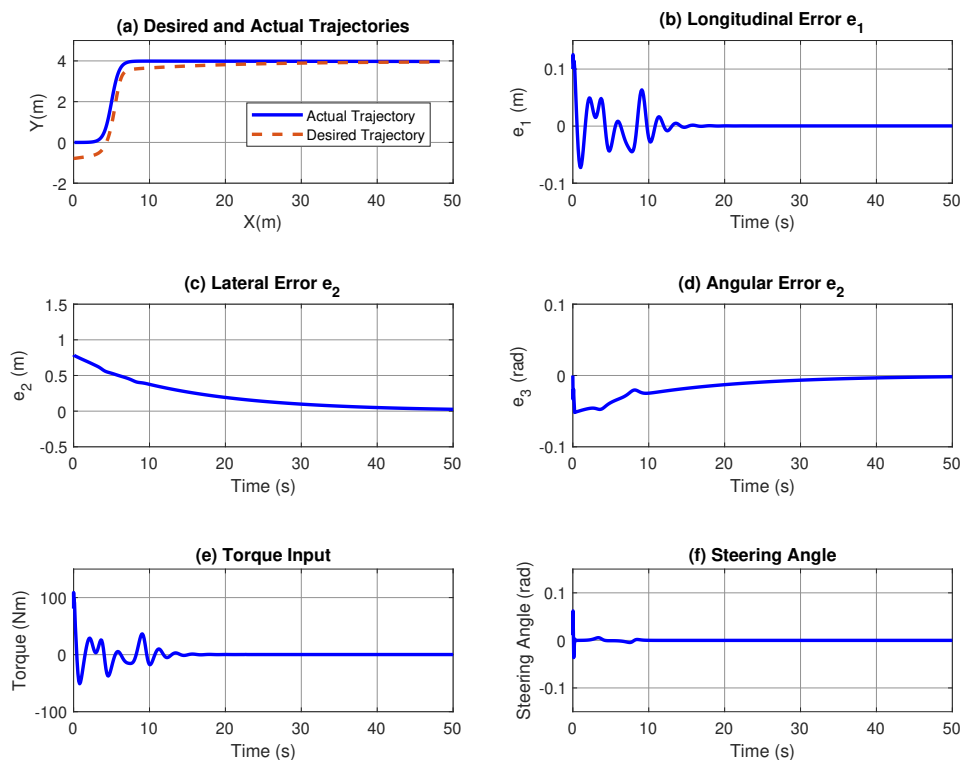 (a) Desired and Actual Trajectories
6
4
2
0
-2
Y(m)
Actual Trajectory
Desired Trajectory
0 10 20 30 40 50
X(m)
(b) Longitudinal Error e1
0.1
0
-0.1
e1 (m)
0 10 20 30 40 50
Time (s)
(c) Lateral Error e2
1.5
1
0.5
0
-0.5
e2 (m)
0 10 20 30 40 50
Time (s)
(d) Angular Error e2
0.1
0
-0.1
e3 (rad)
0 10 20 30 40 50
Time (s)
(e) Torque Input
100
0
-100
Torque (Nm)
0 10 20 30 40 50
Time (s)
(f) Steering Angle
0.1
0
-0.1
Steering Angle (rad)
0 10 20 30 40 50
Time (s)